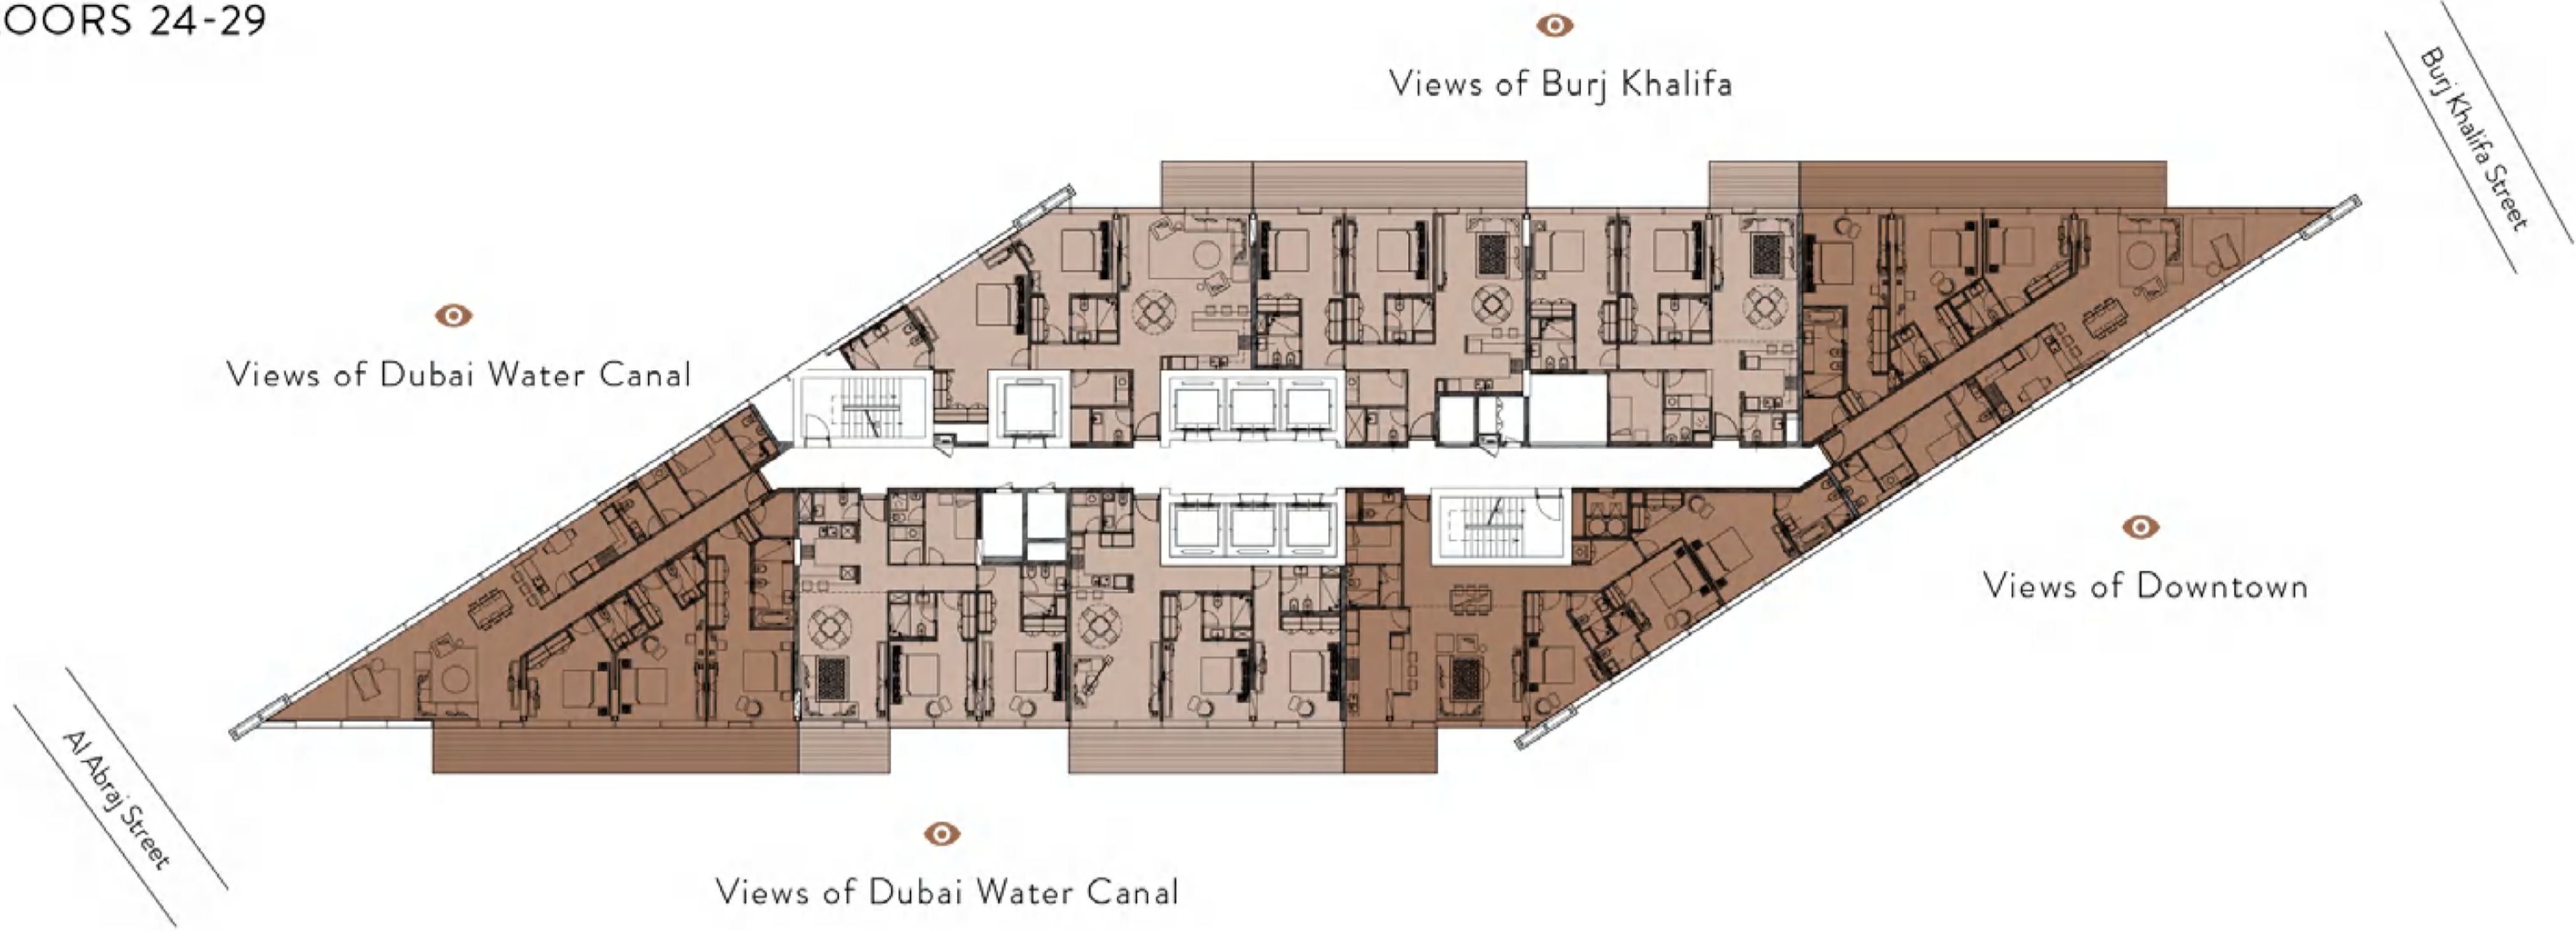 OORS 24-29
Views of Burj Khalifa
Burj Khalifa Street
Views of Dubai Water Canal
Views of Downtown
Al Abraj Street
Views of Dubai Water Canal